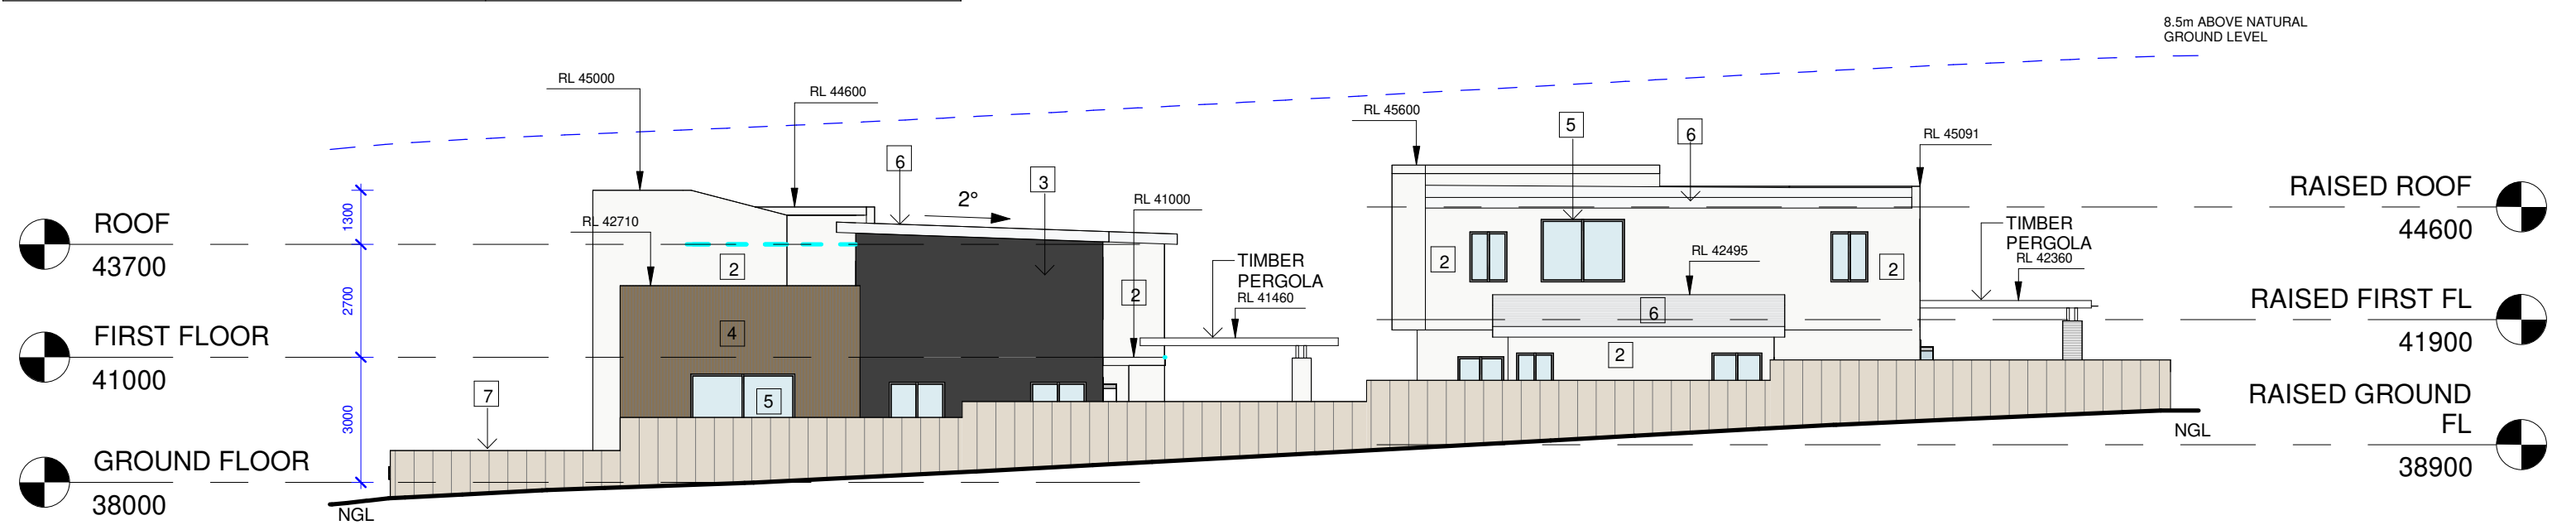 8.5m ABOVE NATURAL
GROUND LEVEL
RL 45000
RL 44600
RL 45600
5
6
RL 45091
6
3
2°
RL 41000
RL 42710
ROOF
43700
1300
2
2
TIMBER
PERGOLA
RL 41460
2
RL 42495
2
TIMBER
PERGOLA
RL 42360
RAISED ROOF
44600
2700
4
6
2
FIRST FLOOR
41000
RAISED FIRST FL
41900
3000
7
5
RAISED GROUND
FL
38900
NGL
GROUND FLOOR
38000
NGL